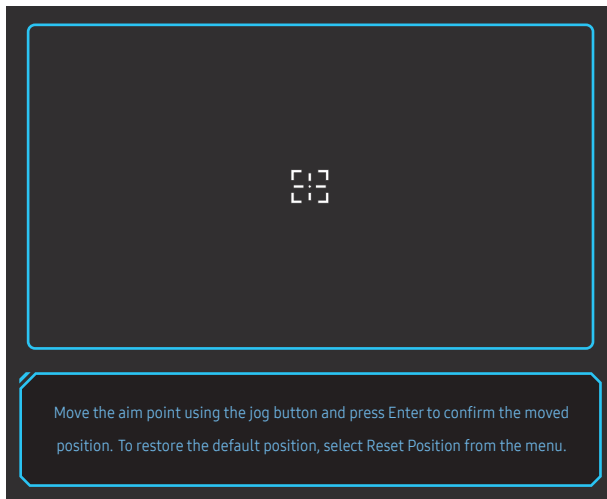 Move the aim point using the jog button and press Enter to confirm the moved
position. To restore the default position, select Reset Position from the menu.